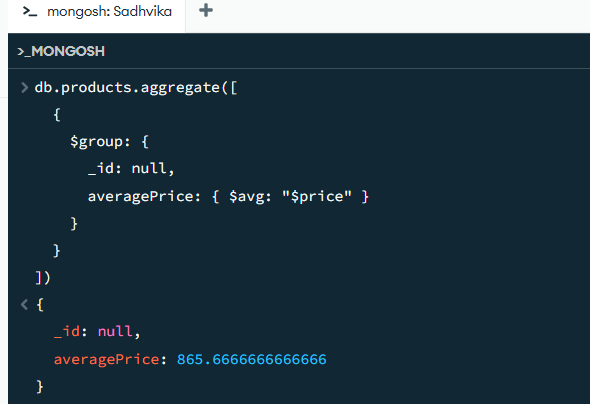 >_ mongosh: Sadhvika +
>_MONGOSH
> db.products.aggregate([
  {
    $group: {
      _id: null,
      averagePrice: { $avg: "$price" }
    }
  }
])
< {
  _id: null,
  averagePrice: 865.6666666666666
}